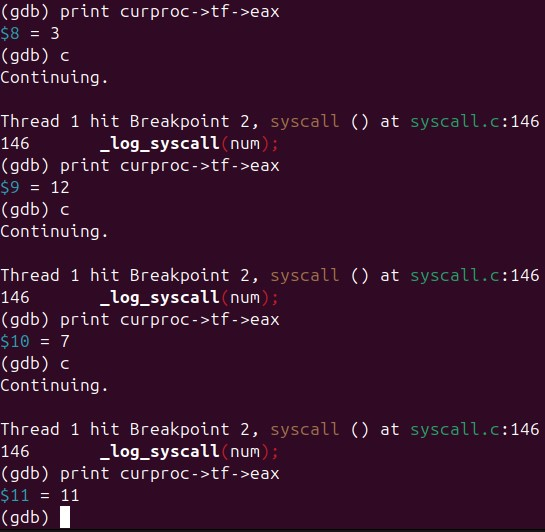 (gdb) print curproc->tf->eax
$8 = 3
(gdb) c
Continuing.
Thread 1 hit Breakpoint 2, syscall () at syscall.c:146
146 _log_syscall(num);
(gdb) print curproc->tf->eax
$9 = 12
(gdb) c
Continuing.
Thread 1 hit Breakpoint 2, syscall () at syscall.c:146
146 _log_syscall(num);
(gdb) print curproc->tf->eax
$10 = 7
(gdb) c
Continuing.
Thread 1 hit Breakpoint 2, syscall () at syscall.c:146
146 _log_syscall(num);
(gdb) print curproc->tf->eax
$11 = 11
(gdb)